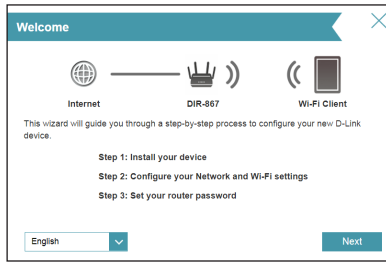 Welcome
Internet
DIR-867
Wi-Fi Client
This wizard will guide you through a step-by-step process to configure your new D-Link
device.
Step 1: Install your device
Step 2: Configure your Network and Wi-Fi settings
Step 3: Set your router password
English
Next